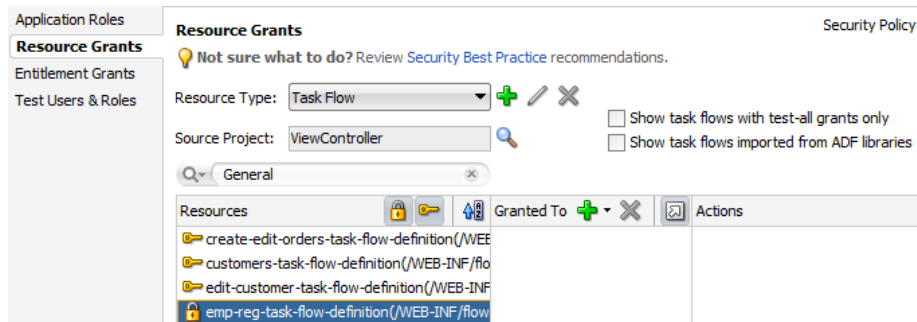 Application Roles
Resource Grants
Entitlement Grants
Test Users & Roles
Resource Grants
Security Policy
Not sure what to do? Review Security Best Practice recommendations.
Resource Type: Task Flow
Show task flows with test-all grants only
Source Project: ViewController
Show task flows imported from ADF libraries
General
Resources Granted To Actions
create-edit-orders-task-flow-definition(/WEE
customers-task-flow-definition(/WEB-INF/flo
edit-customer-task-flow-definition(/WEB-INF
emp-reg-task-flow-definition(/WEB-INF/flow